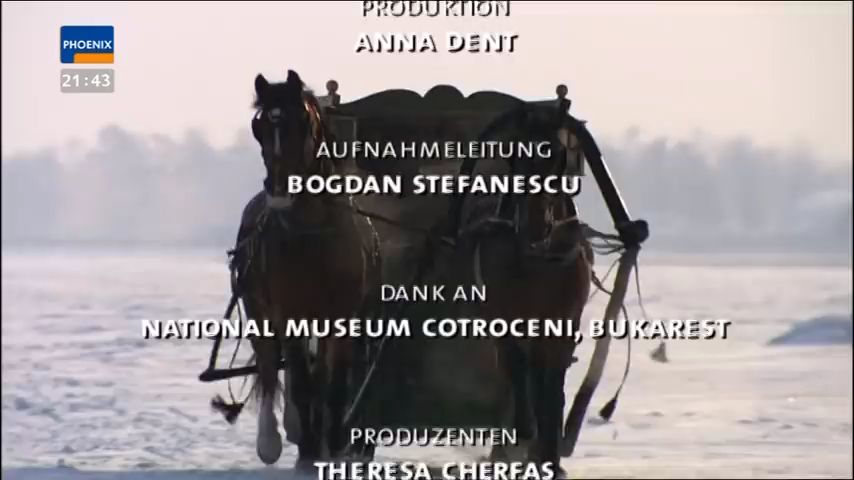 PRODUKTION
ANNA DENT
PHOENIX
21:43
AUFNAHMELEITUNG
BOGDAN STEFANESCU
DANK AN
NATIONAL MUSEUM COTROCENI, BUKAREST
PRODUZENTEN
THERESA CHERFAS